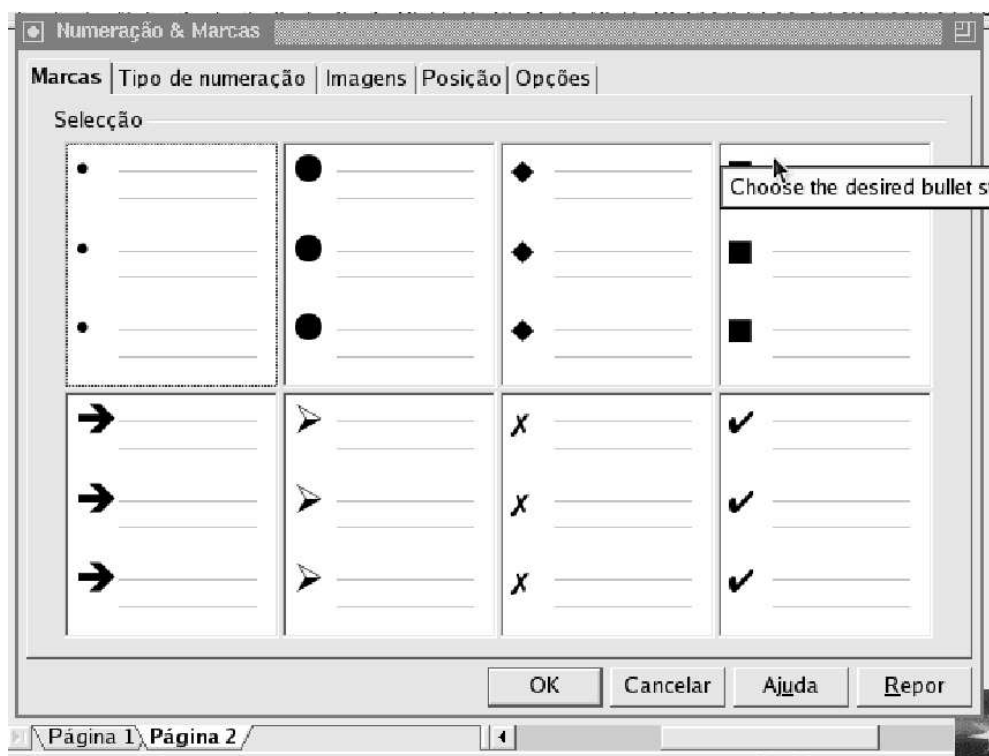 Numeração & Marcas
Marcas Tipo de numeração Imagens Posição Opções
Selecção
Choose the desired bullet
OK Cancelar Ajuda Repor
Página 1 Página 2